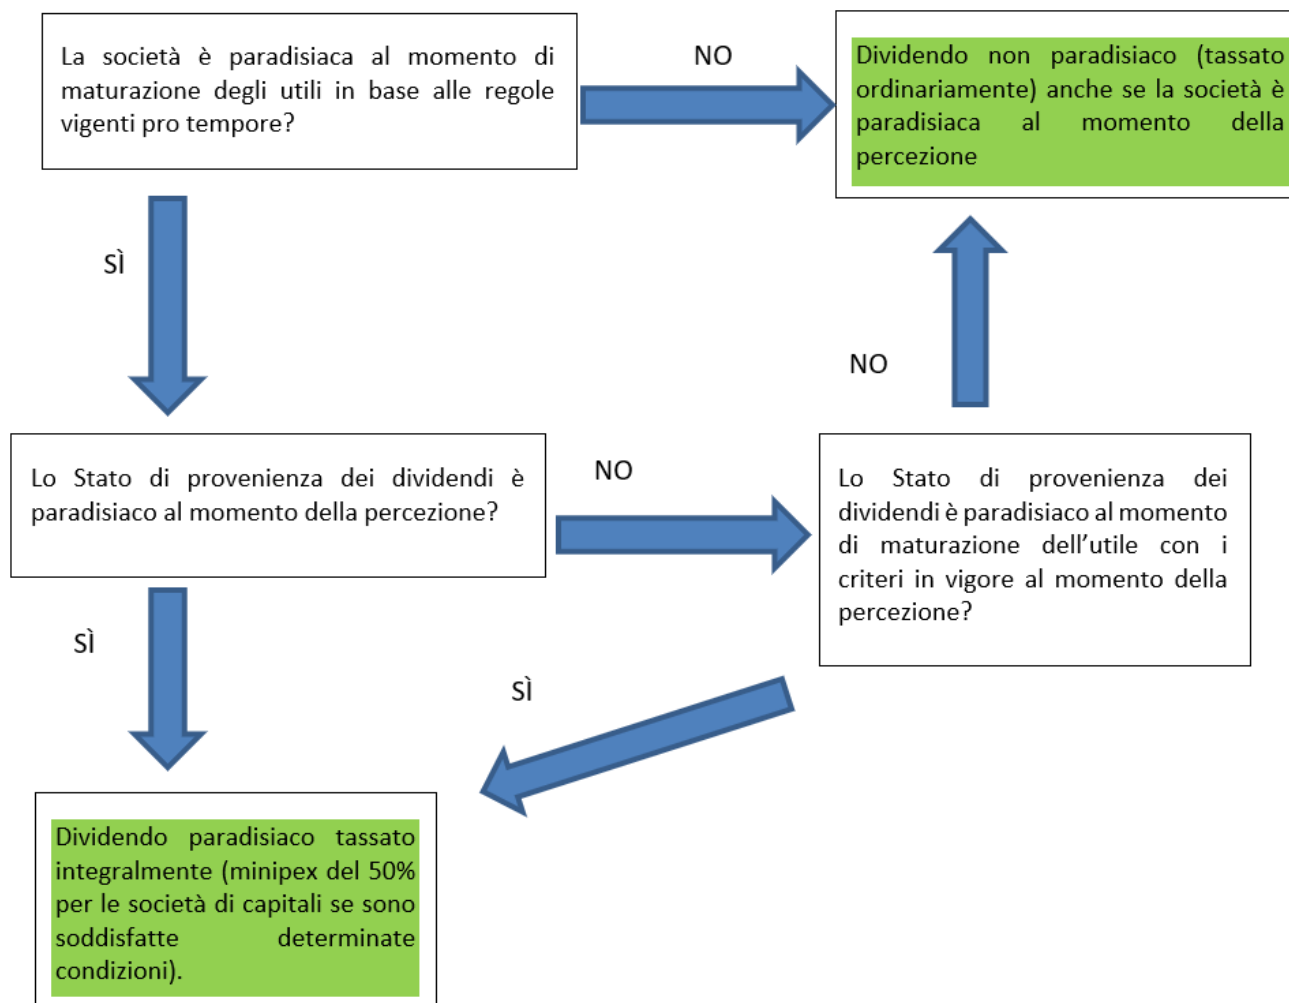 La società è paradisiaca al momento di
maturazione degli utili in base alle regole
vigenti pro tempore?
NO
Dividendo non paradisiaco (tassato
ordinariamente) anche se la società è
paradisiaca al momento della
percezione
SÌ
NO
Lo Stato di provenienza dei dividendi è
paradisiaco al momento della percezione?
NO
Lo Stato di provenienza dei
dividendi è paradisiaco al momento
di maturazione dell’utile con i
criteri in vigore al momento della
percezione?
SÌ
SÌ
Dividendo paradisiaco tassato
integralmente (minipex del 50%
per le società di capitali se sono
soddisfatte determinate
condizioni).